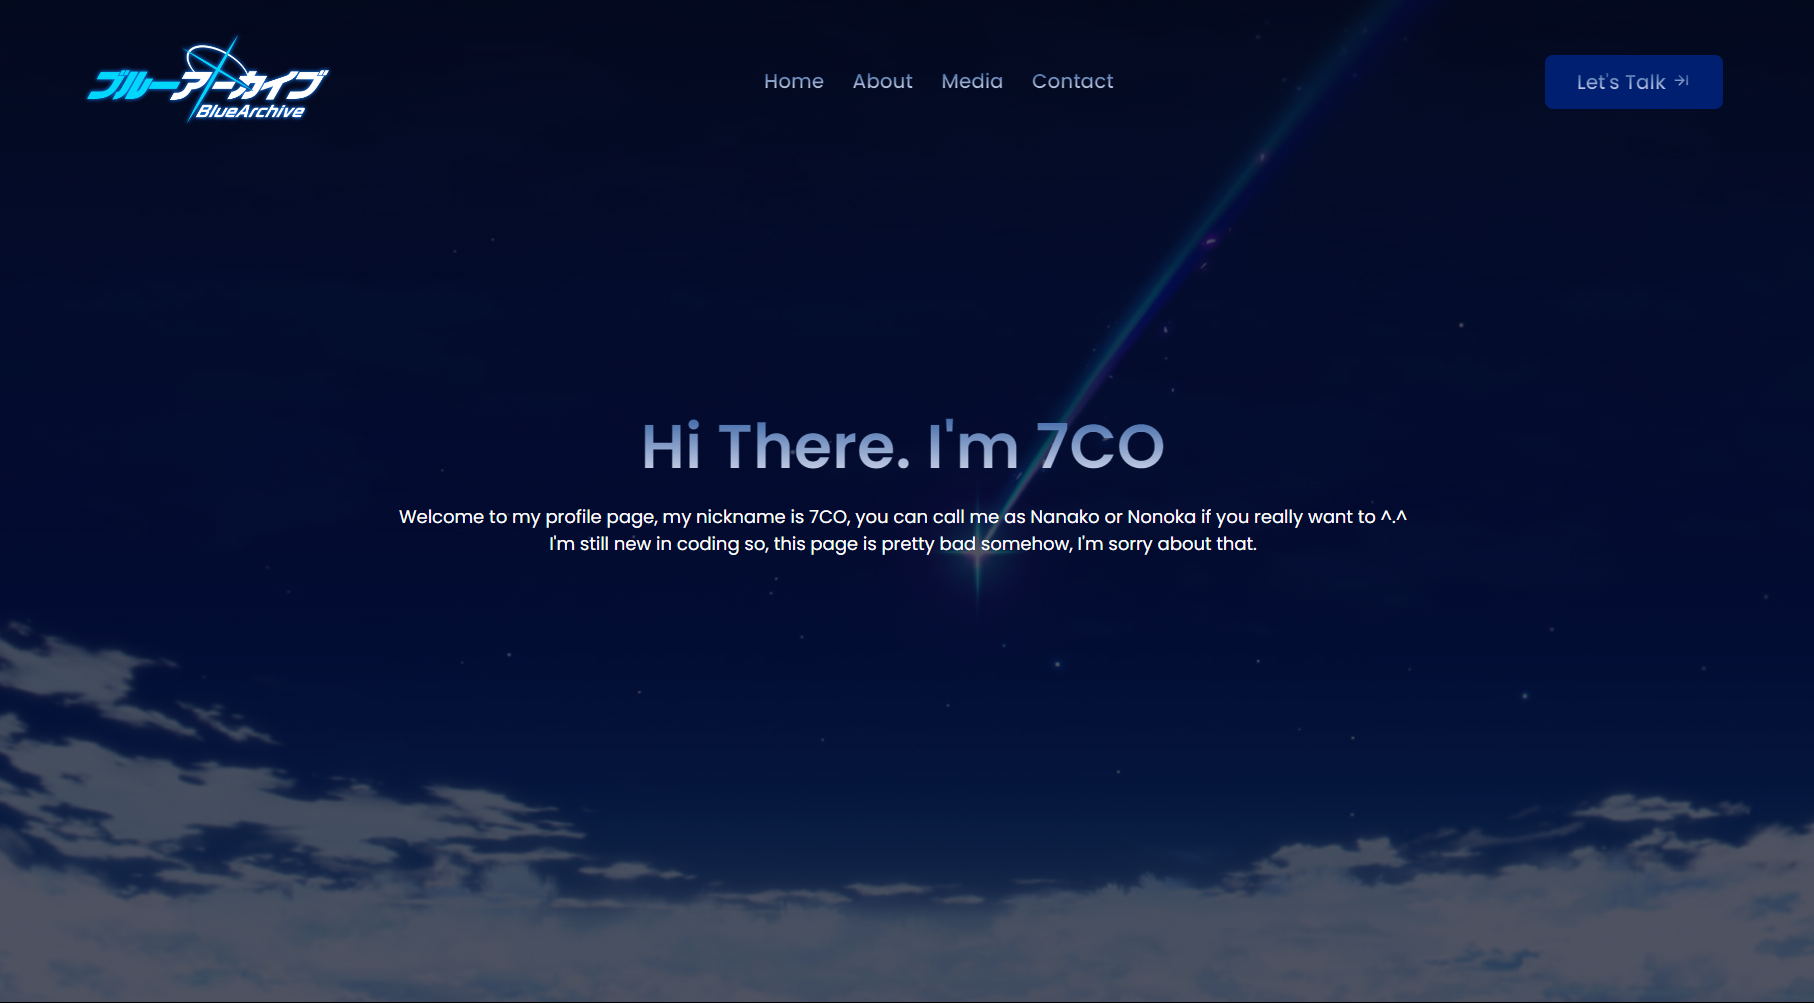 ブルーアーカイブ
BlueArchive
Home About Media Contact
Let's Talk
Hi There. I'm 7CO
Welcome to my profile page, my nickname is 7CO, you can call me as Nanako or Nonoka if you really want to ^.^
I'm still new in coding so, this page is pretty bad somehow, I'm sorry about that.